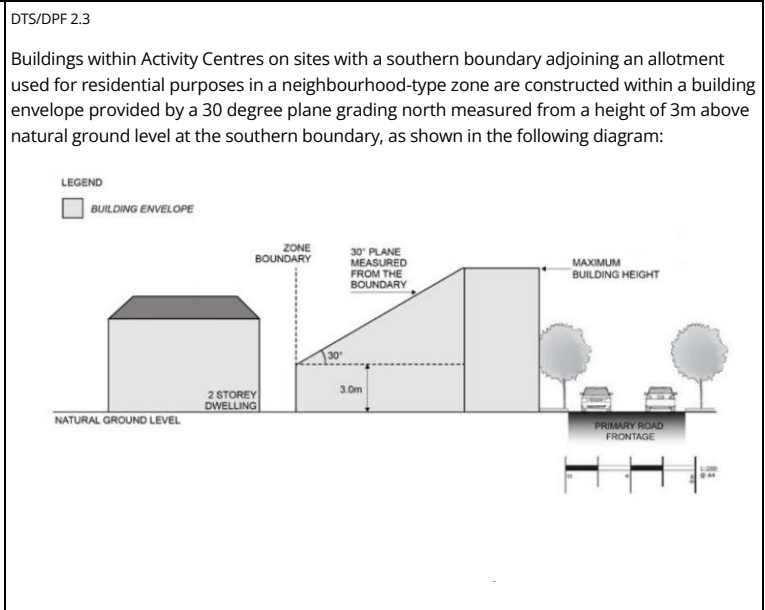 DTS/DPF 2.3
Buildings within Activity Centres on sites with a southern boundary adjoining an allotment
used for residential purposes in a neighbourhood-type zone are constructed within a building
envelope provided by a 30 degree plane grading north measured from a height of 3m above
natural ground level at the southern boundary, as shown in the following diagram:
LEGEND
BUILDING ENVELOPE
ZONE
BOUNDARY
30° PLANE
MEASURED
FROM THE
BOUNDARY
MAXIMUM
BUILDING HEIGHT
30°
3.0m
2 STOREY
DWELLING
NATURAL GROUND LEVEL
PRIMARY ROAD
FRONTAGE
1:200
@ A4